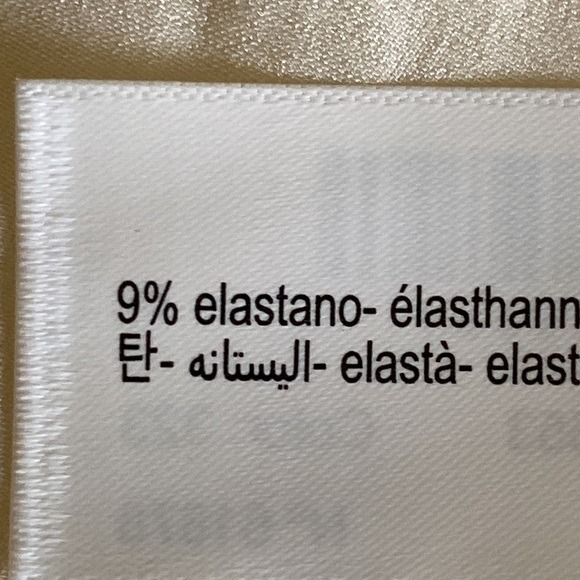 9% elastano- élasthann
탄- اليستانه- elastà- elast